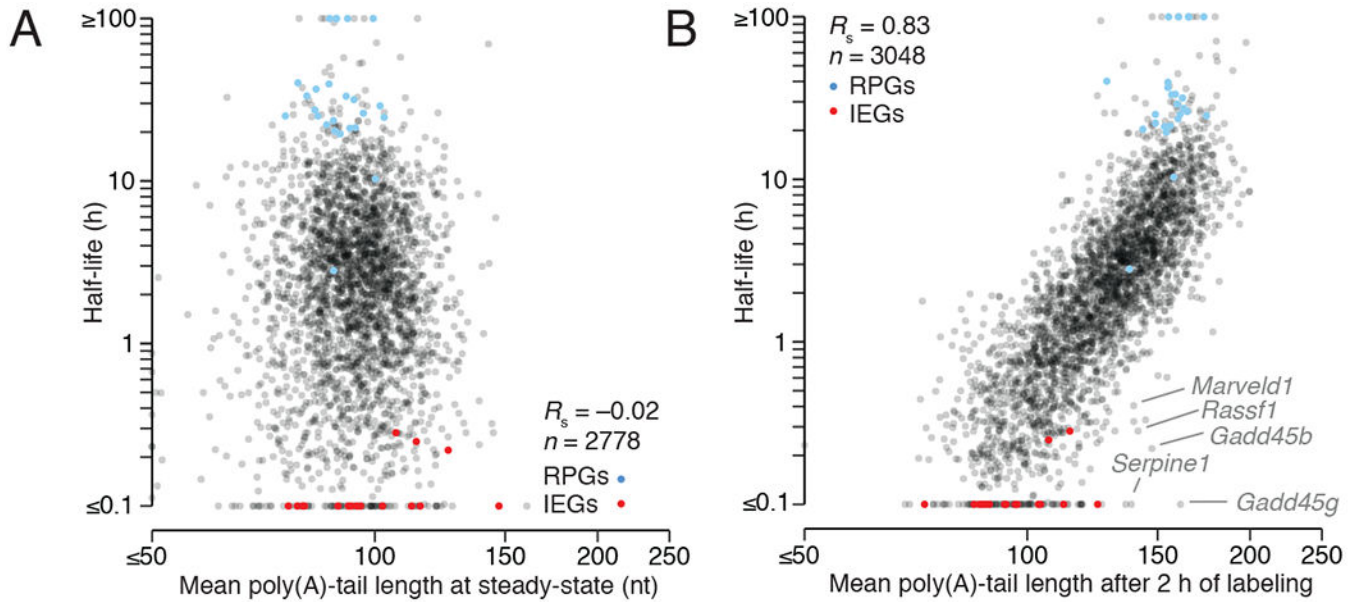 A
≥100
10
1
≤0.1
Half-life (h)
Rs = –0.02
n = 2778
RPGs
IEGs
≤50
100
150
200
250
Mean poly(A)-tail length at steady-state (nt)
B
≥100
10
1
≤0.1
Half-life (h)
Rs = 0.83
n = 3048
RPGs
IEGs
Marveld1
Rassf1
Gadd45b
Serpine1
Gadd45g
≤50
100
150
200
250
Mean poly(A)-tail length after 2 h of labeling